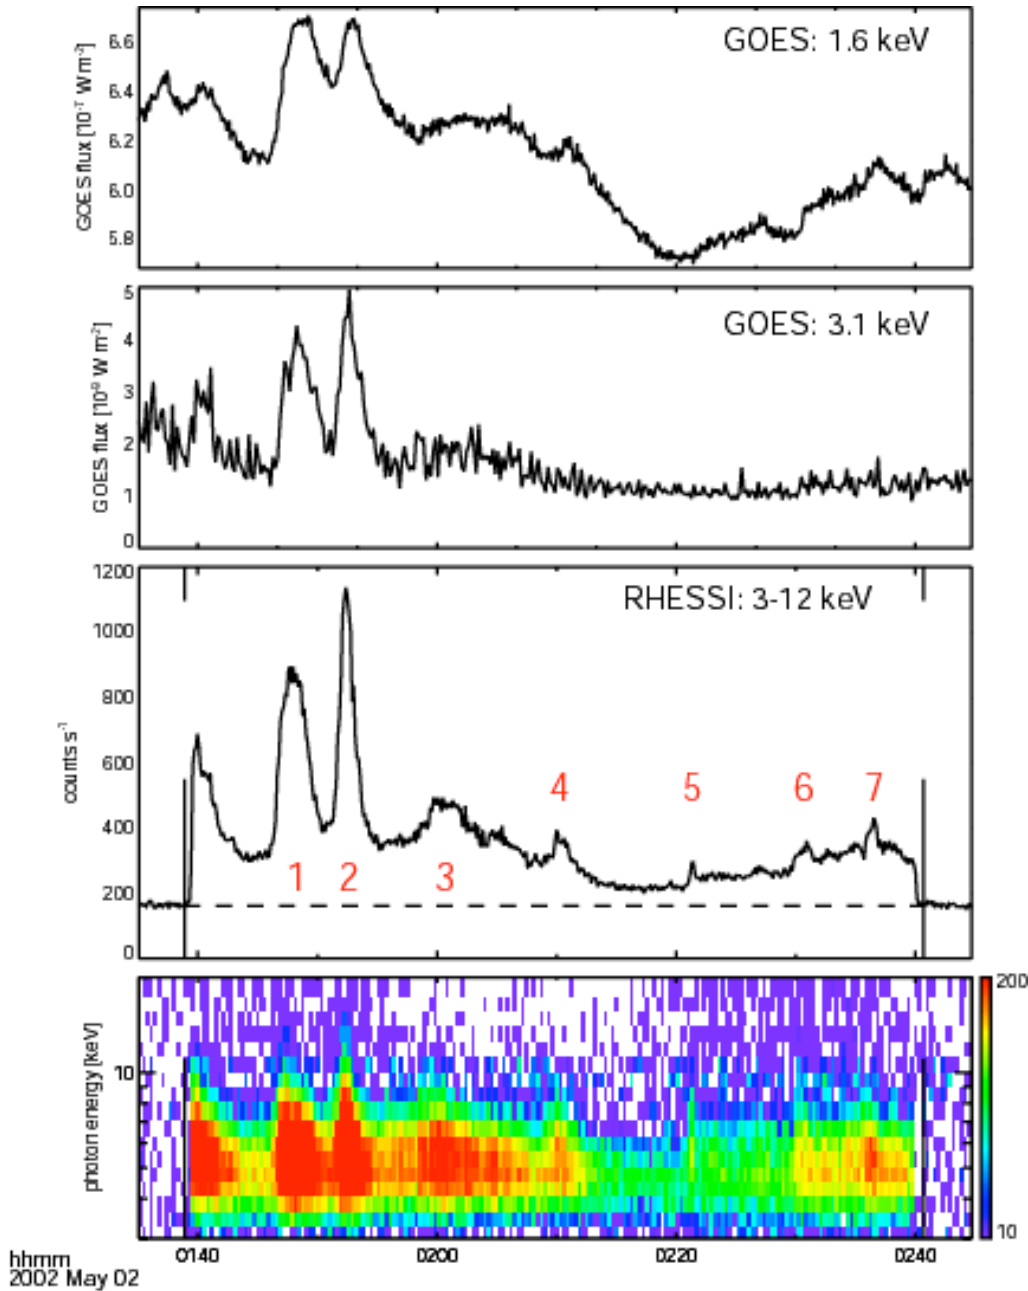 GOES: 1.6 keV
6.6
6.4
6.2
6.0
5.8
GOES flux [10⁻⁷ W m⁻²]
GOES: 3.1 keV
5
4
3
2
1
0
GOES flux [10⁻⁹ W m⁻²]
RHESSI: 3-12 keV
1200
1000
800
600
400
200
0
counts s⁻¹
1 2 3 4 5 6 7
photon energy [keV]
10
200
10
0140 0200 0220 0240
hhmm
2002 May 02